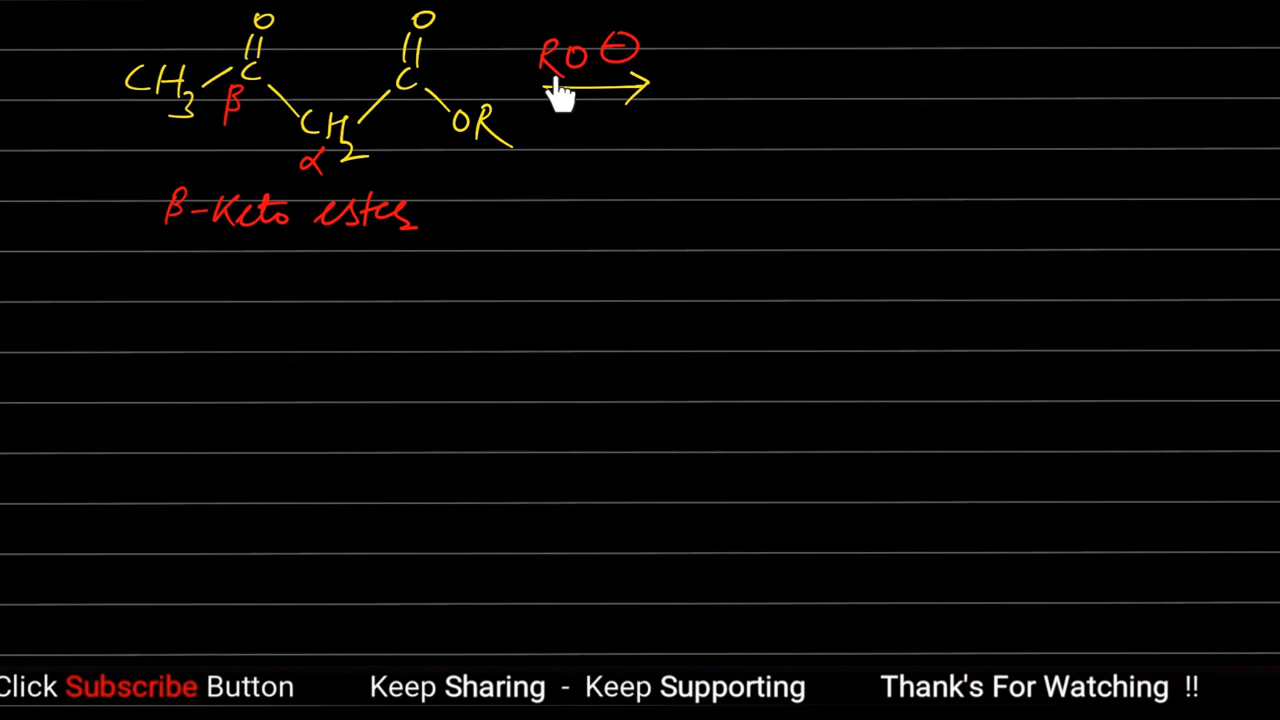 O O
CH3 C C RO⊖
β
CH2 OR
α
β-Keto ester
Click Subscribe Button Keep Sharing - Keep Supporting Thank's For Watching !!